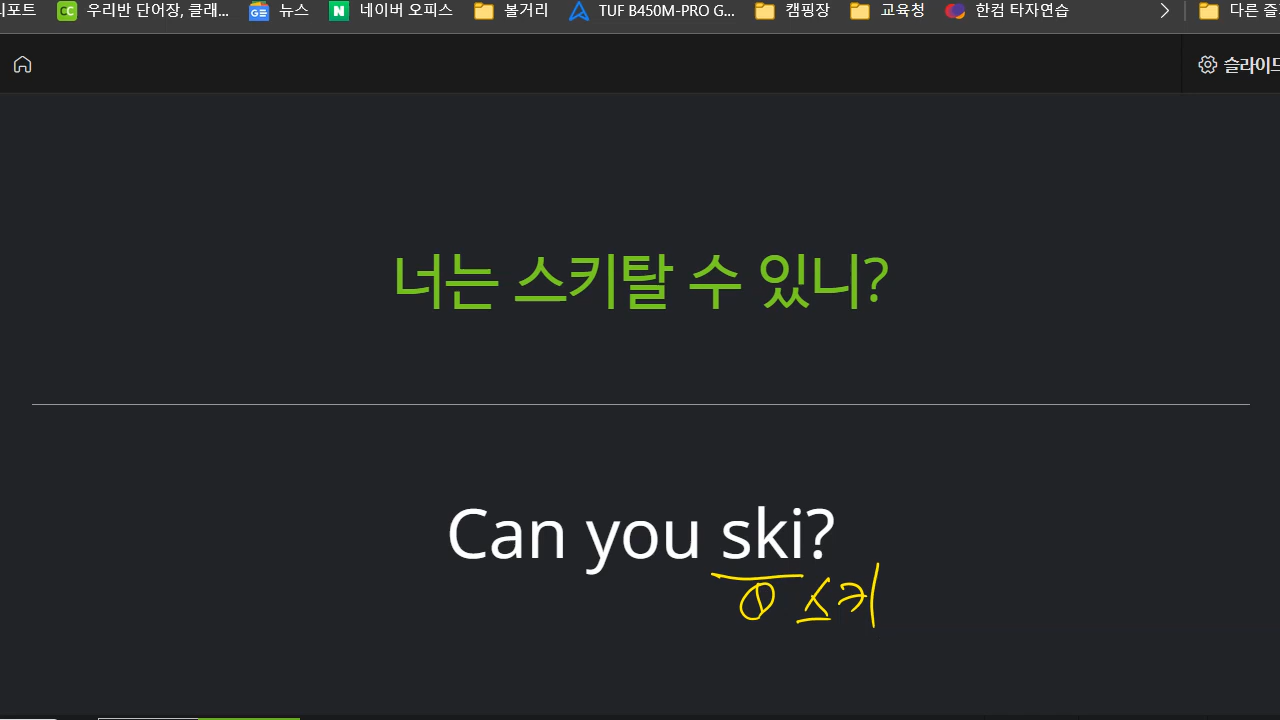 리포트 우리반 단어장, 클래... 뉴스 네이버 오피스 볼거리 TUF B450M-PRO G... 캠핑장 교육청 한컴 타자연습 다른 즐
슬라이드
너는 스키탈 수 있니?
Can you ski?
① 스키